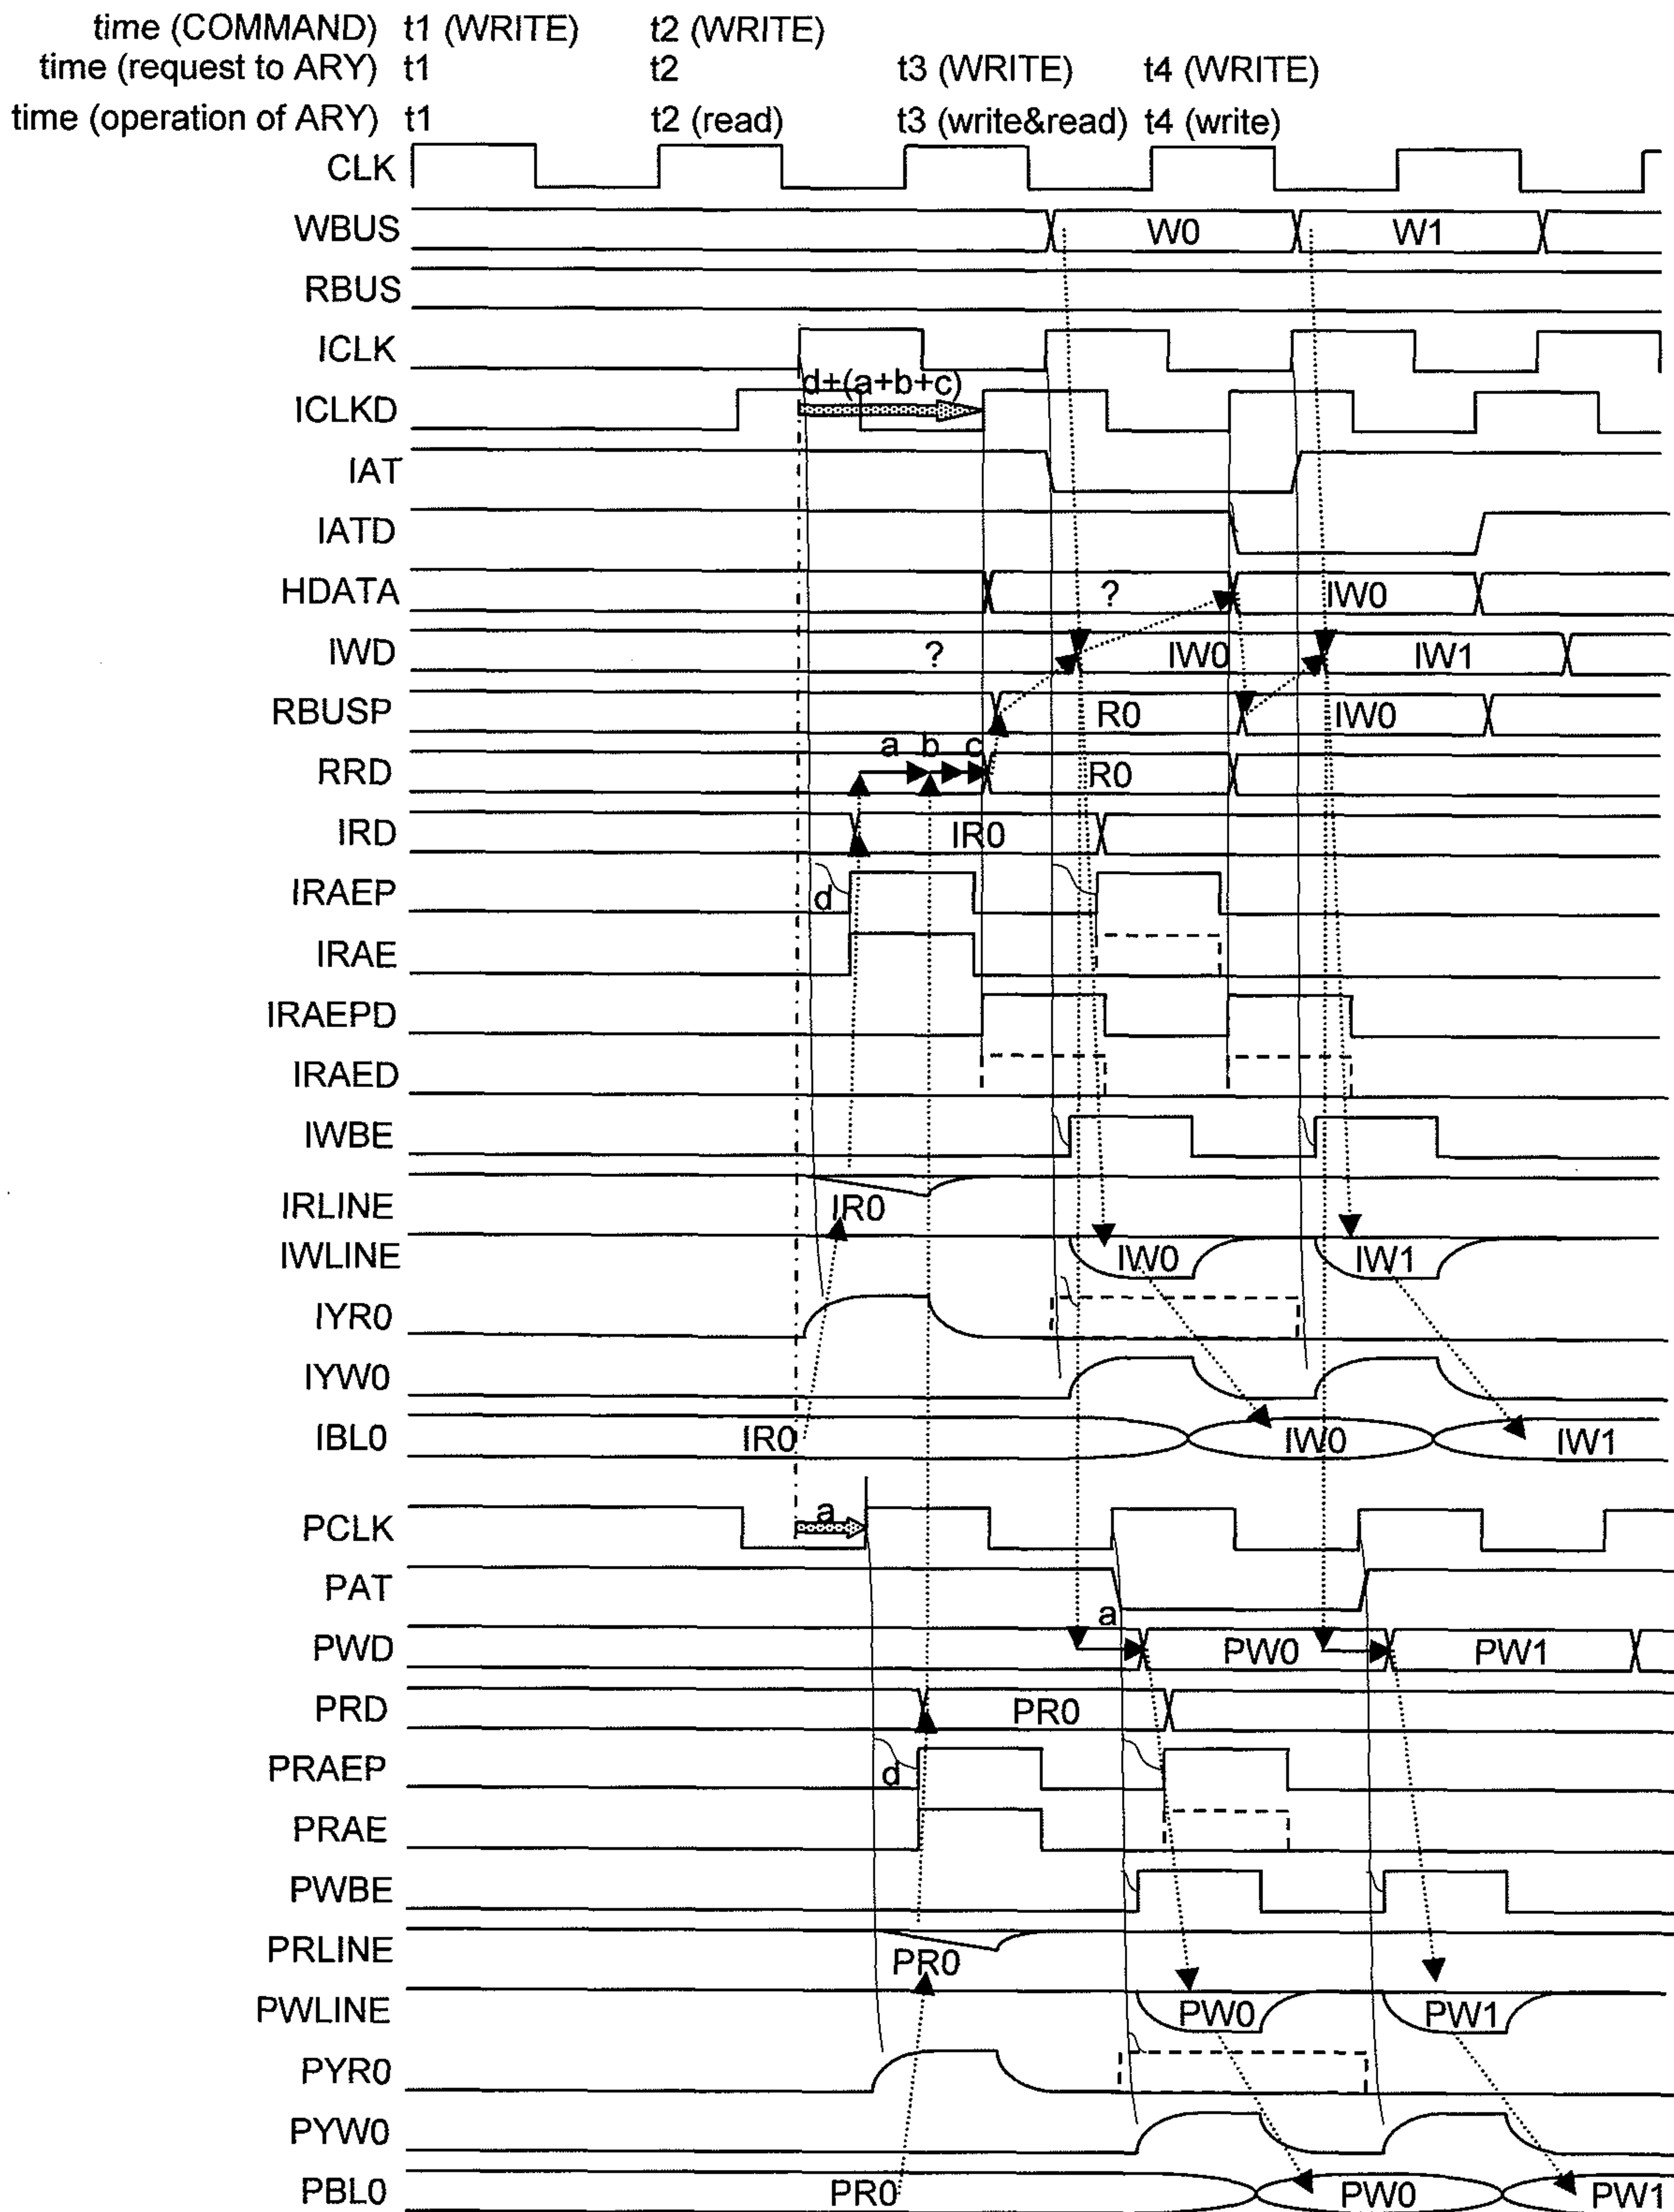 time (COMMAND) t1 (WRITE) t2 (WRITE)
time (request to ARY) t1 t2 t3 (WRITE) t4 (WRITE)
time (operation of ARY) t1 t2 (read) t3 (write&read) t4 (write)
CLK
WBUS W0 W1
RBUS
ICLK
d+(a+b+c)
ICLKD
IAT
IATD
HDATA ? IW0
IWD ? IW0 IW1
RBUSP R0 IW0
a b c
RRD R0
IRD IR0
IRAEP d
IRAE
IRAEPD
IRAED
IWBE
IRLINE IR0
IWLINE IW0 IW1
IYR0
IYW0
IBL0 IR0 IW0 IW1
PCLK a
PAT
a
PWD PW0 PW1
PRD PR0
PRAEP d
PRAE
PWBE
PRLINE PR0
PWLINE PW0 PW1
PYR0
PYW0
PBL0 PR0 PW0 PW1